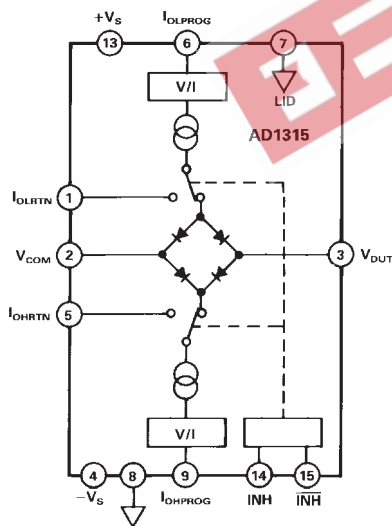 +VS
IOLPROG
13
6
7
V/I
LID
AD1315
IOLRTN
1
VCOM
2
3
VDUT
IOHRTN
5
V/I
4
8
9
14
15
-VS
IOHPROG
INH
INH